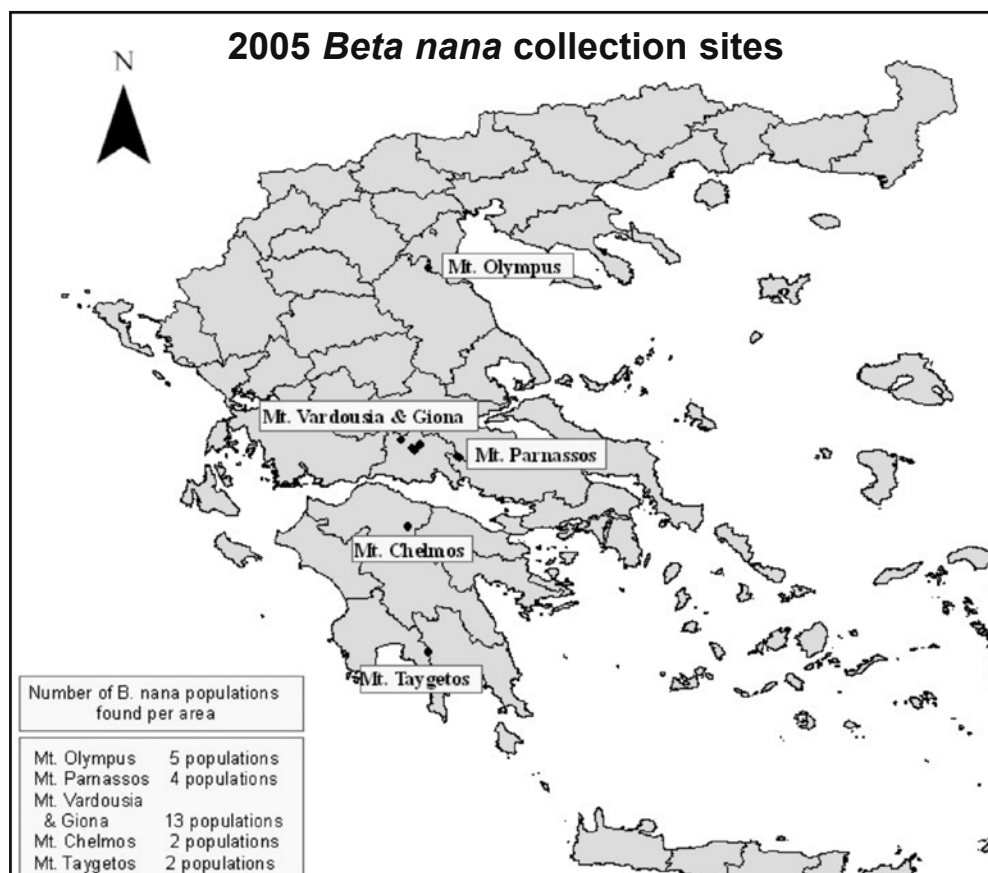 2005 Beta nana collection sites
N
Mt. Olympus
Mt. Vardousia & Giona
Mt. Parnassos
Mt. Chelmos
Mt. Taygetos
Number of B. nana populations
found per area
Mt. Olympus 5 populations
Mt. Parnassos 4 populations
Mt. Vardousia
& Giona 13 populations
Mt. Chelmos 2 populations
Mt. Taygetos 2 populations